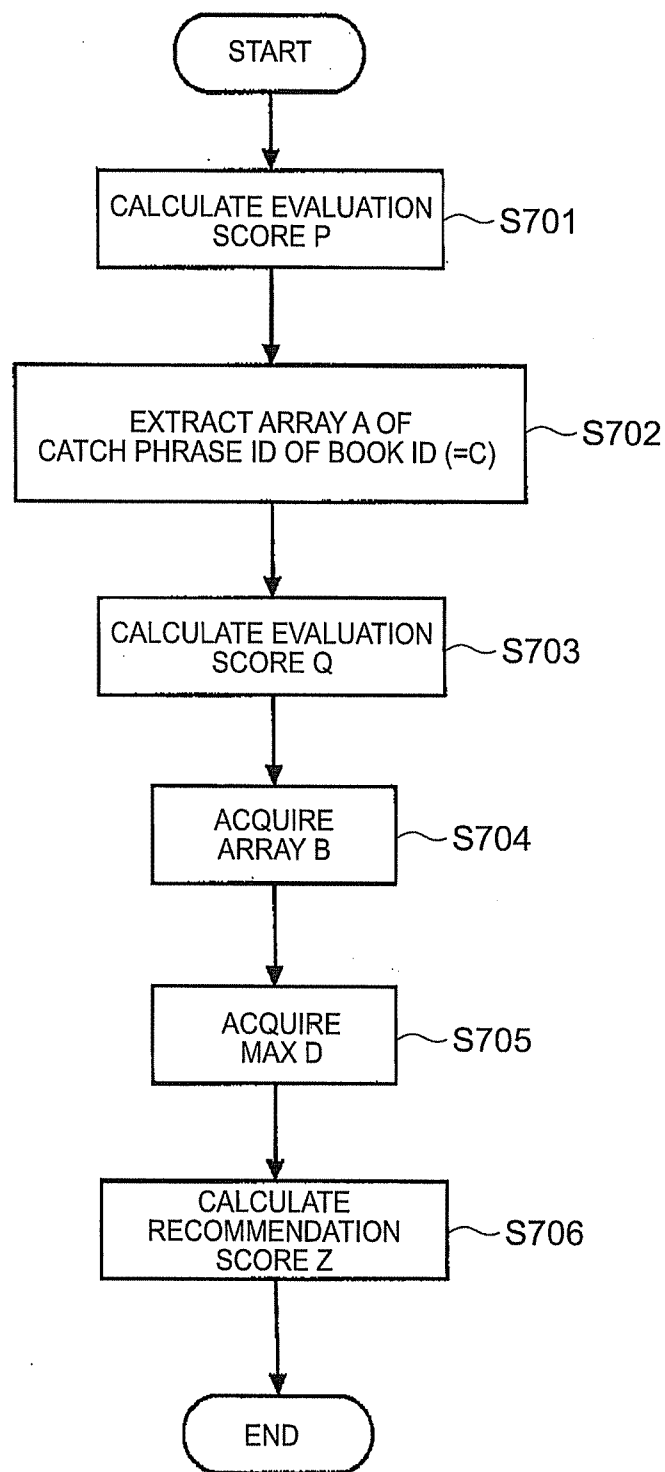 START
CALCULATE EVALUATION
SCORE P
S701
EXTRACT ARRAY A OF
CATCH PHRASE ID OF BOOK ID (=C)
S702
CALCULATE EVALUATION
SCORE Q
S703
ACQUIRE
ARRAY B
S704
ACQUIRE
MAX D
S705
CALCULATE
RECOMMENDATION
SCORE Z
S706
END